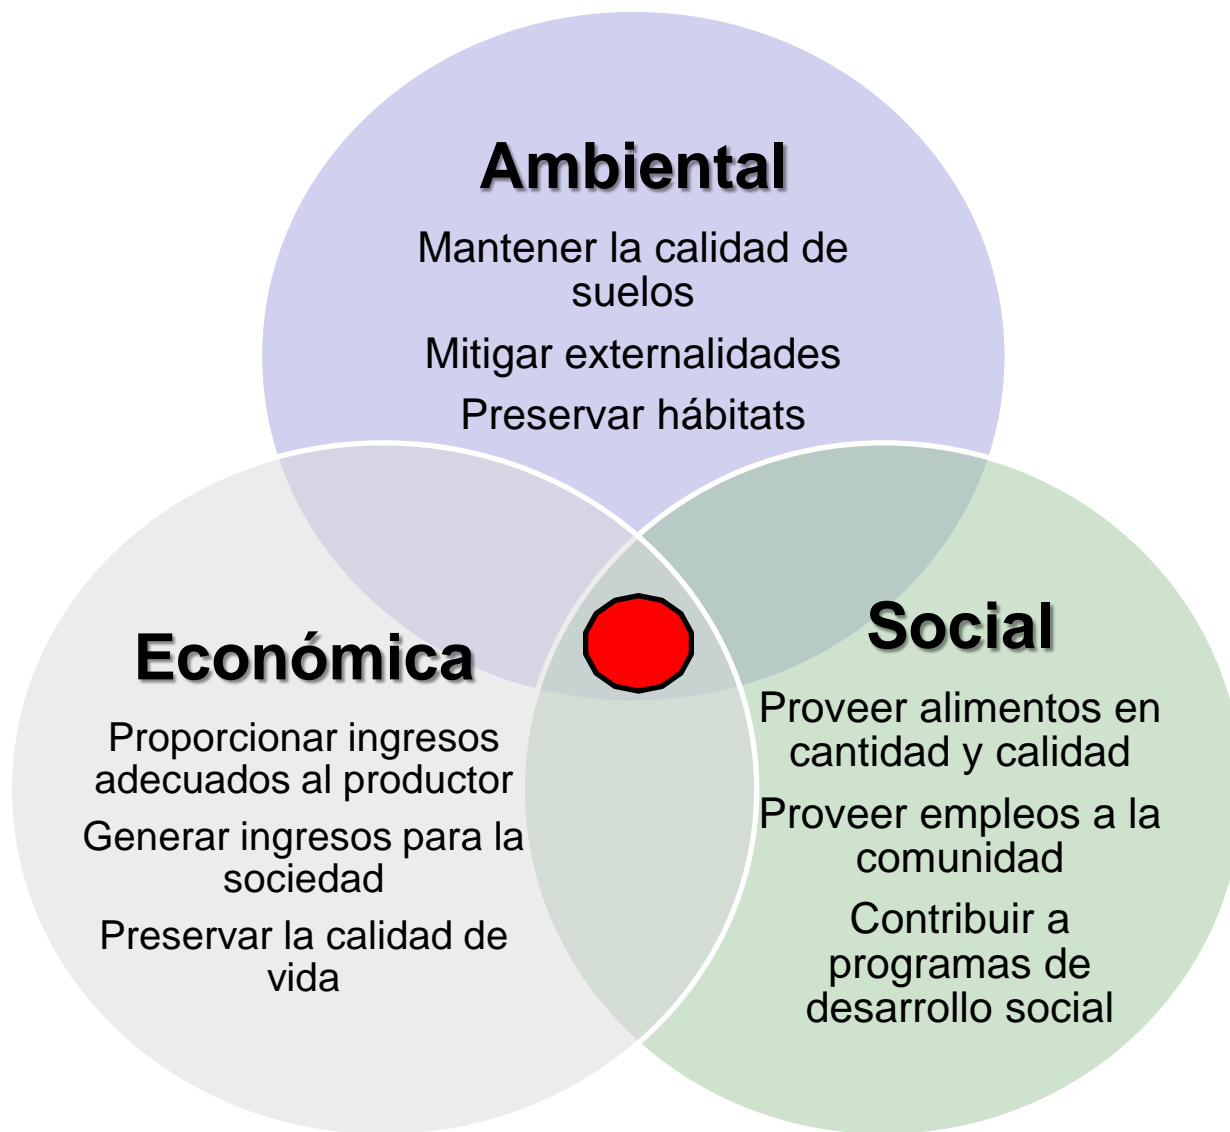 Ambiental
Mantener la calidad de
suelos
Mitigar externalidades
Preservar hábitats
Económica
Proporcionar ingresos
adecuados al productor
Generar ingresos para la
sociedad
Preservar la calidad de
vida
Social
Proveer alimentos en
cantidad y calidad
Proveer empleos a la
comunidad
Contribuir a
programas de
desarrollo social